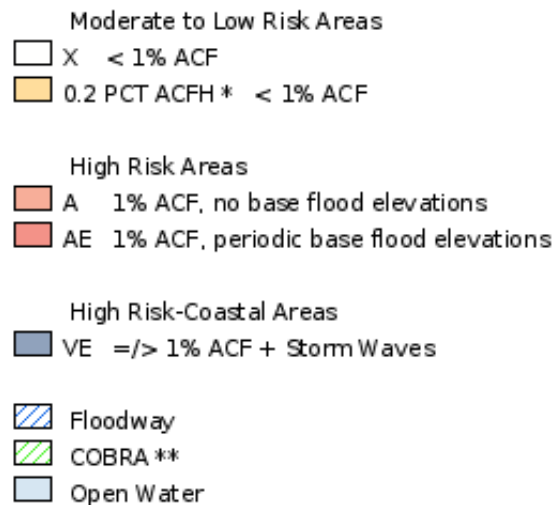 Moderate to Low Risk Areas
X < 1% ACF
0.2 PCT ACFH * < 1% ACF
High Risk Areas
A 1% ACF, no base flood elevations
AE 1% ACF, periodic base flood elevations
High Risk-Coastal Areas
VE =/> 1% ACF + Storm Waves
Floodway
COBRA **
Open Water